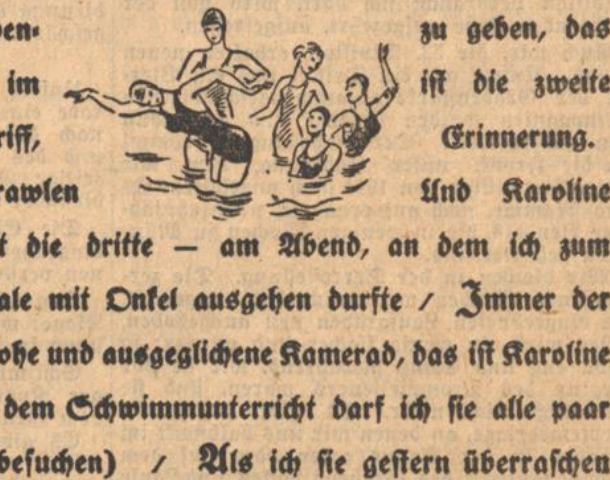 ben- zu geben, das
im ist die zweite
riff, Erinnerung.
rawlen Und Karoline
t die dritte — am Abend, an dem ich zum
ale mit Onkel ausgehen durfte / Immer der
ohe und ausgeglichene Kamerad, das ist Karoline
dem Schwimmunterricht darf ich sie alle paar
besuchen) / Als ich sie gestern überraschen